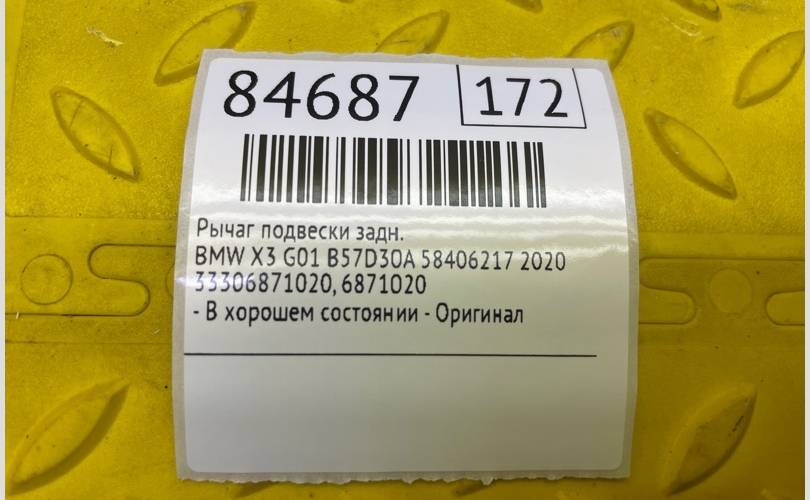 84687 172
Рычаг подвески задн.
BMW X3 G01 B57D30A 58406217 2020
33306871020, 6871020
- В хорошем состоянии - Оригинал